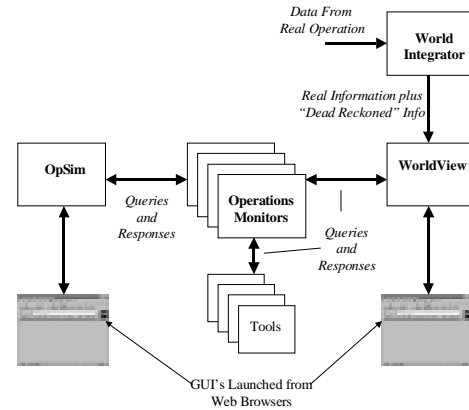 Data From
Real Operation
World
Integrator
Real Information plus
“Dead Reckoned” Info
OpSim
Operations
Monitors
WorldView
Queries
and
Responses
Queries
and
Responses
Tools
GUI's Launched from
Web Browsers